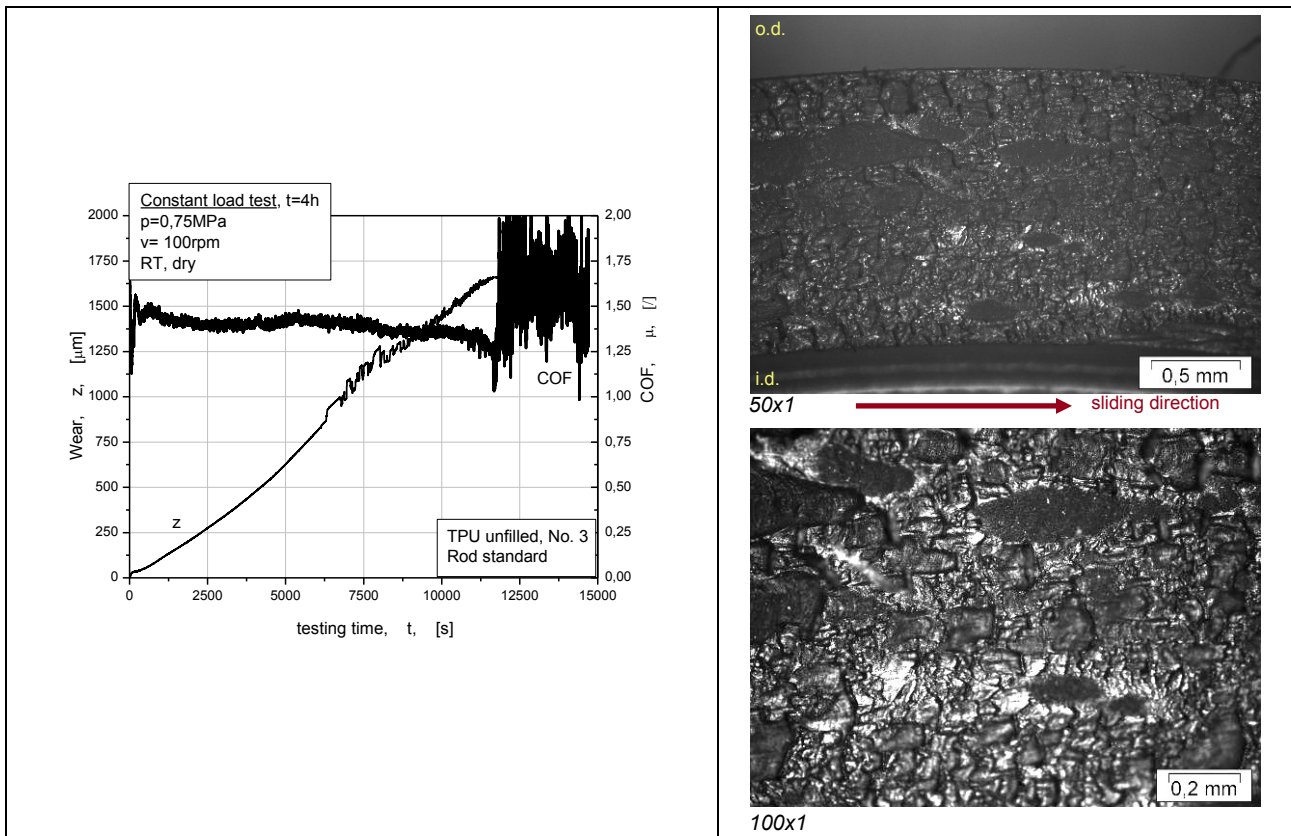 Constant load test, t=4h
p=0,75MPa
v= 100rpm
RT, dry
2000
1750
1500
1250
1000
750
500
250
0
Wear, z, [µm]
2,00
1,75
1,50
1,25
1,00
0,75
0,50
0,25
0,00
COF, µ, [/]
COF
z
TPU unfilled, No. 3
Rod standard
0 2500 5000 7500 10000 12500 15000
testing time, t, [s]
o.d.
i.d.
0,5 mm
50x1
sliding direction
0,2 mm
100x1